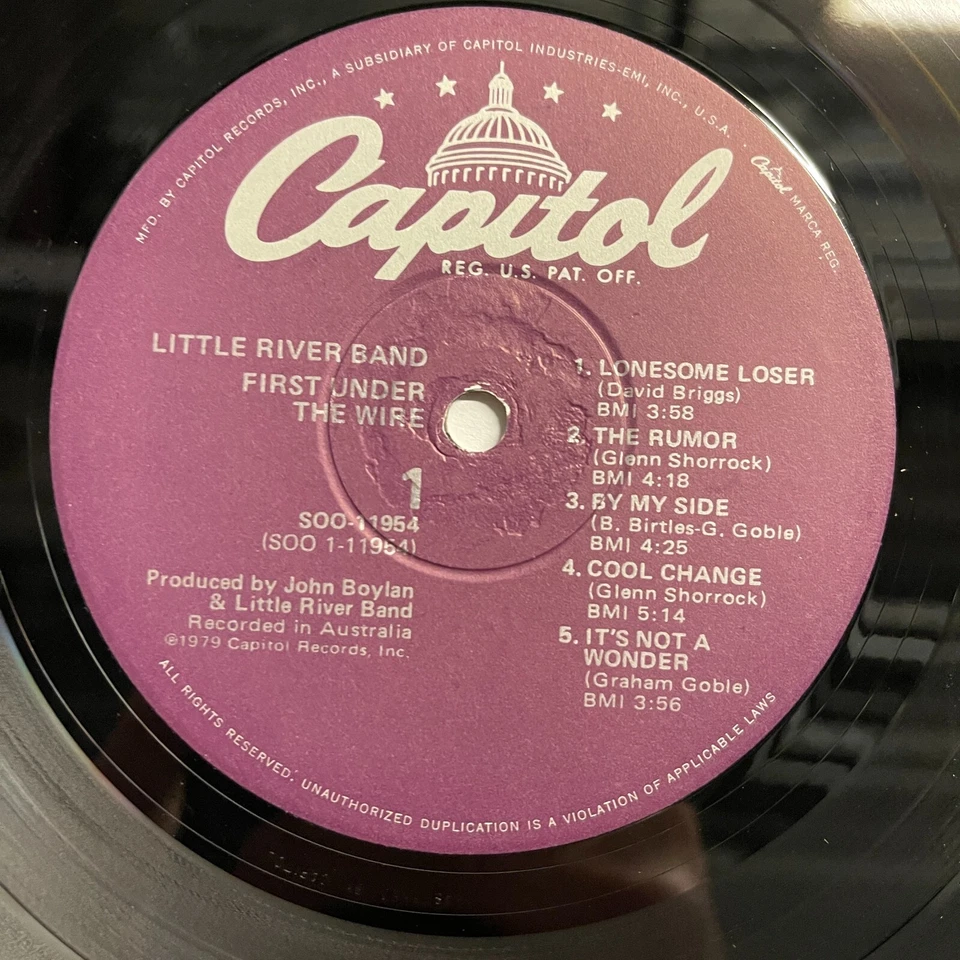 MFD. BY CAPITOL RECORDS, INC., A SUBSIDIARY OF CAPITOL INDUSTRIES-EMI, INC., U.S.A.
Capitol MARCA REG.
Capitol
REG. U.S. PAT. OFF.
LITTLE RIVER BAND
FIRST UNDER
THE WIRE
1
SOO-11954
(SOO 1-11954)
Produced by John Boylan
& Little River Band
Recorded in Australia
℗1979 Capitol Records, Inc.
1. LONESOME LOSER
(David Briggs)
BMI 3:58
2. THE RUMOR
(Glenn Shorrock)
BMI 4:18
3. BY MY SIDE
(B. Birtles-G. Goble)
BMI 4:25
4. COOL CHANGE
(Glenn Shorrock)
BMI 5:14
5. IT'S NOT A
WONDER
(Graham Goble)
BMI 3:56
ALL RIGHTS RESERVED. UNAUTHORIZED DUPLICATION IS A VIOLATION OF APPLICABLE LAWS